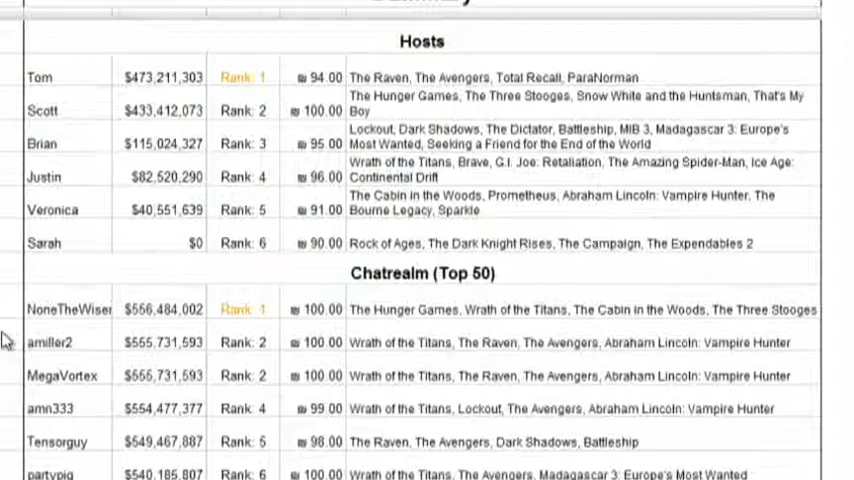 Hosts
Tom $473,211,303 Rank: 1 ₪ 94.00 The Raven, The Avengers, Total Recall, ParaNorman
Scott $433,412,073 Rank: 2 ₪ 100.00 The Hunger Games, The Three Stooges, Snow White and the Huntsman, That's My
Boy
Brian $115,024,327 Rank: 3 ₪ 95.00 Lockout, Dark Shadows, The Dictator, Battleship, MIB 3, Madagascar 3: Europe's
Most Wanted, Seeking a Friend for the End of the World
Justin $82,520,290 Rank: 4 ₪ 96.00 Wrath of the Titans, Brave, G.I. Joe: Retaliation, The Amazing Spider-Man, Ice Age:
Continental Drift
Veronica $40,551,639 Rank: 5 ₪ 91.00 The Cabin in the Woods, Prometheus, Abraham Lincoln: Vampire Hunter, The
Bourne Legacy, Sparkle
Sarah $0 Rank: 6 ₪ 90.00 Rock of Ages, The Dark Knight Rises, The Campaign, The Expendables 2
Chatrealm (Top 50)
NoneTheWiser $556,484,002 Rank: 1 ₪ 100.00 The Hunger Games, Wrath of the Titans, The Cabin in the Woods, The Three Stooges
amiller2 $555,731,593 Rank: 2 ₪ 100.00 Wrath of the Titans, The Raven, The Avengers, Abraham Lincoln: Vampire Hunter
MegaVortex $555,731,593 Rank: 2 ₪ 100.00 Wrath of the Titans, The Raven, The Avengers, Abraham Lincoln: Vampire Hunter
amn333 $554,477,377 Rank: 4 ₪ 99.00 Wrath of the Titans, Lockout, The Avengers, Abraham Lincoln: Vampire Hunter
Tensorguy $549,467,887 Rank: 5 ₪ 98.00 The Raven, The Avengers, Dark Shadows, Battleship
partypig $540,185,807 Rank: 6 ₪ 100.00 Wrath of the Titans, The Avengers, Madagascar 3: Europe's Most Wanted